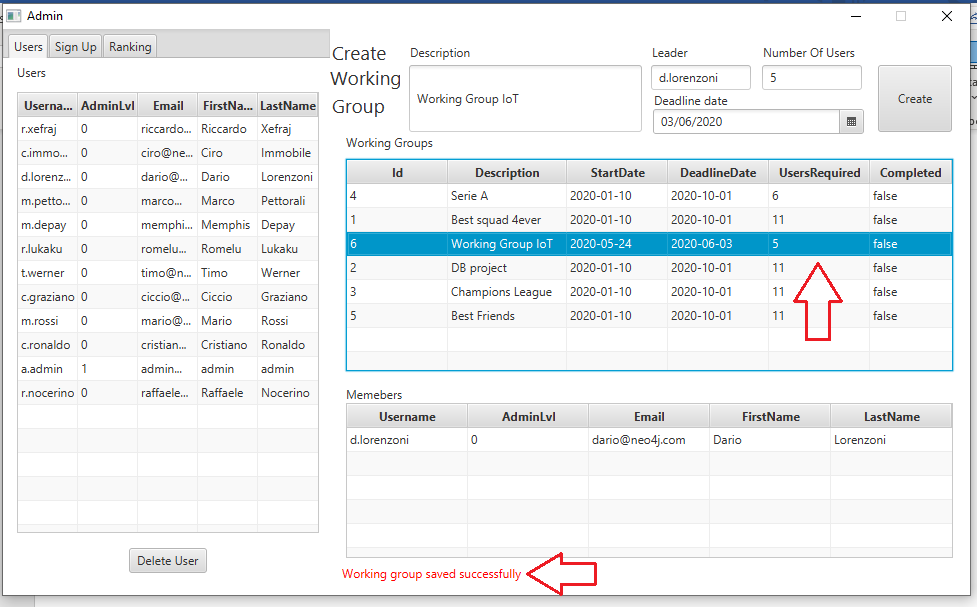 Admin
Users Sign Up Ranking
Users
Userna... AdminLvl Email FirstNa... LastName
r.xefraj 0 riccardo... Riccardo Xefraj
c.immo... 0 ciro@ne... Ciro Immobile
d.lorenz... 0 dario@... Dario Lorenzoni
m.petto... 0 marco... Marco Pettorali
m.depay 0 memphi... Memphis Depay
r.lukaku 0 romelu... Romelu Lukaku
t.werner 0 timo@n... Timo Werner
c.graziano 0 ciccio@... Ciccio Graziano
m.rossi 0 mario@... Mario Rossi
c.ronaldo 0 cristian... Cristiano Ronaldo
a.admin 1 admin... admin admin
r.nocerino 0 raffaele... Raffaele Nocerino
Delete User
Create
Working
Group
Description
Working Group IoT
Leader
d.lorenzoni
Number Of Users
5
Deadline date
03/06/2020
Create
Working Groups
Id Description StartDate DeadlineDate UsersRequired Completed
4 Serie A 2020-01-10 2020-10-01 6 false
1 Best squad 4ever 2020-01-10 2020-10-01 11 false
6 Working Group IoT 2020-05-24 2020-06-03 5 false
2 DB project 2020-01-10 2020-10-01 11 false
3 Champions League 2020-01-10 2020-10-01 11 false
5 Best Friends 2020-01-10 2020-10-01 11 false
Memebers
Username AdminLvl Email FirstName LastName
d.lorenzoni 0 dario@neo4j.com Dario Lorenzoni
Working group saved successfully